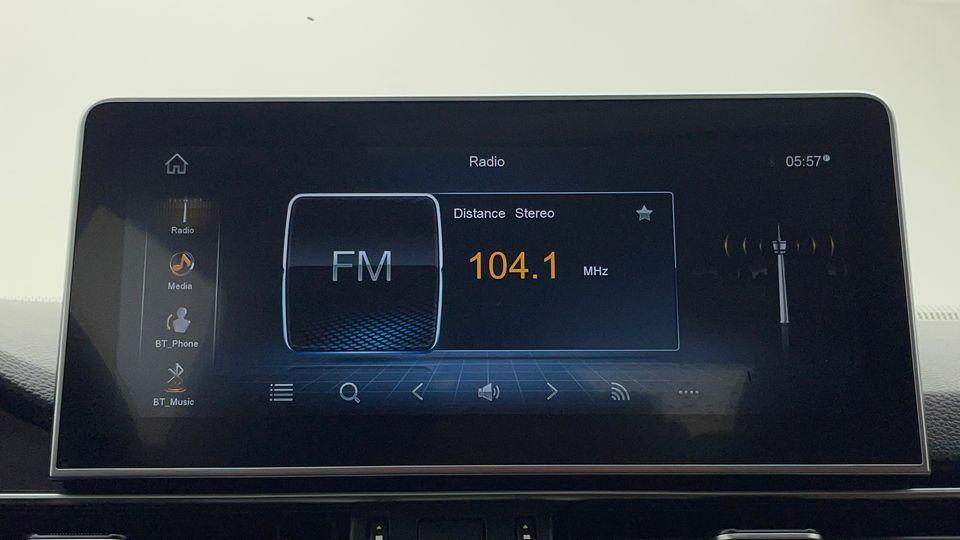 Radio
05:57
Radio
Media
BT_Phone
BT_Music
FM
Distance Stereo
104.1 MHz